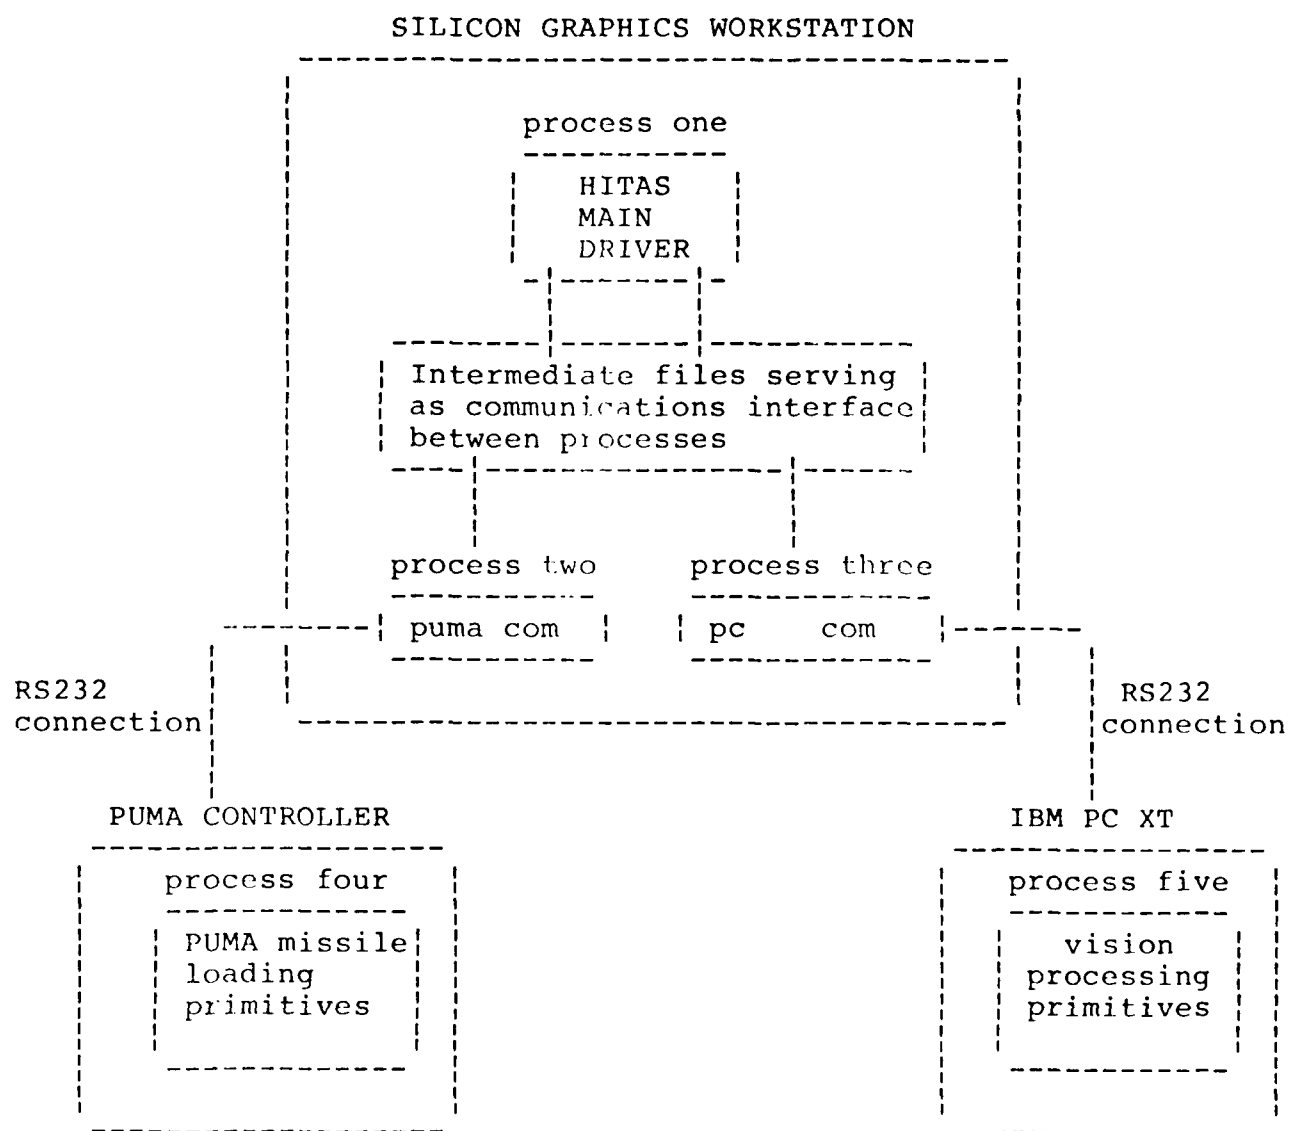 SILICON GRAPHICS WORKSTATION
process one
HITAS
MAIN
DRIVER
Intermediate files serving
as communications interface
between processes
process two
process three
puma com
pc com
RS232
connection
RS232
connection
PUMA CONTROLLER
IBM PC XT
process four
process five
PUMA missile
loading
primitives
vision
processing
primitives